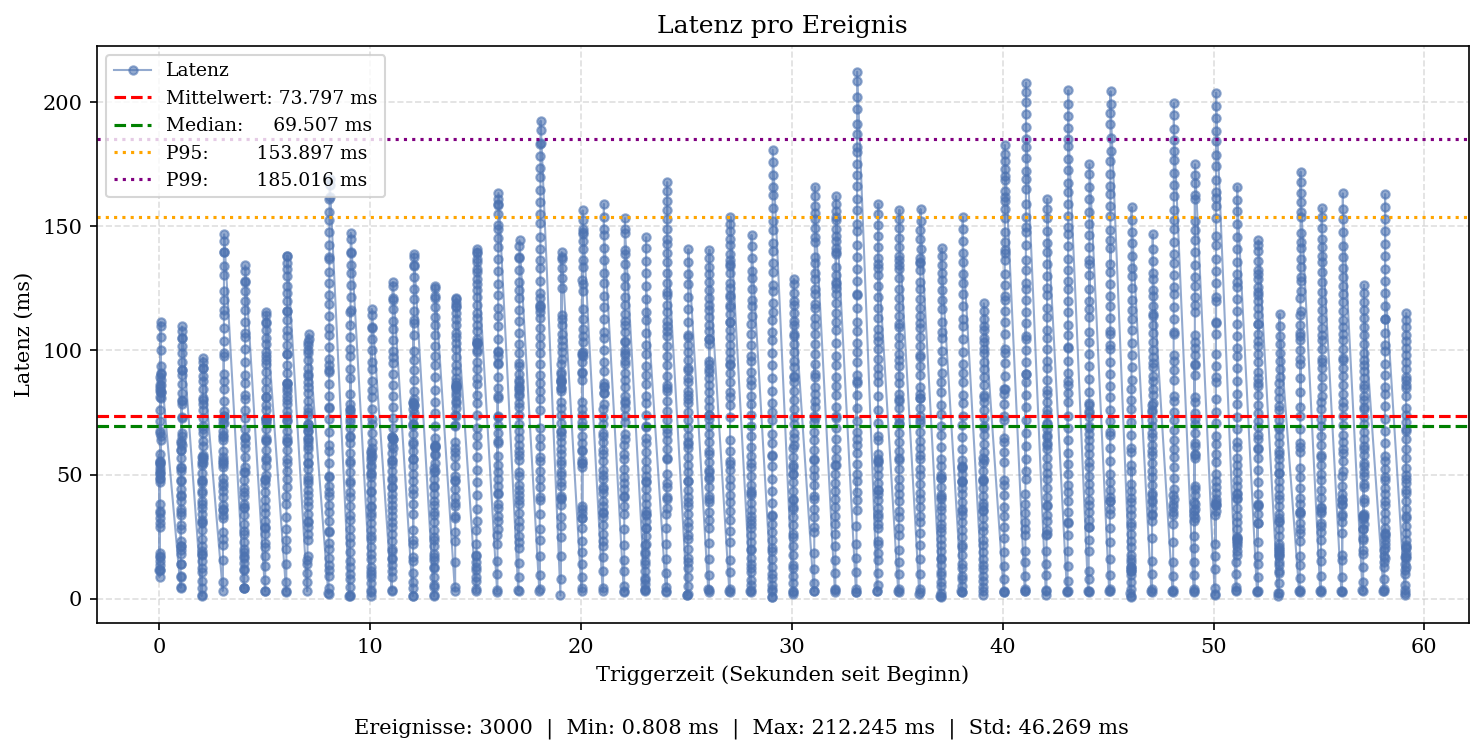 Latenz pro Ereignis
Latenz
Mittelwert: 73.797 ms
Median: 69.507 ms
P95: 153.897 ms
P99: 185.016 ms
Latenz (ms)
200
150
100
50
0
0 10 20 30 40 50 60
Triggerzeit (Sekunden seit Beginn)
Ereignisse: 3000 | Min: 0.808 ms | Max: 212.245 ms | Std: 46.269 ms